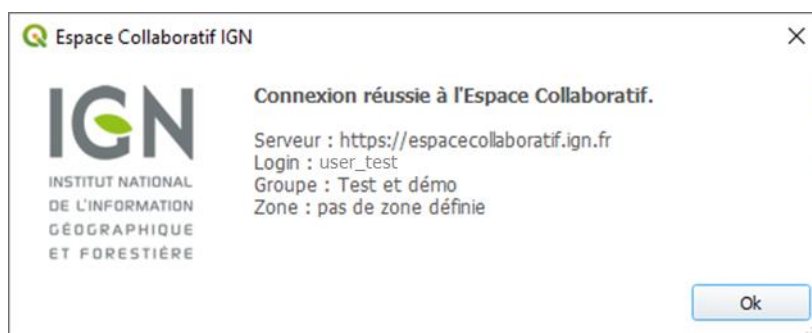 Espace Collaboratif IGN
IGN
INSTITUT NATIONAL
DE L'INFORMATION
GÉOGRAPHIQUE
ET FORESTIÈRE
Connexion réussie à l'Espace Collaboratif.
Serveur : https://espacecollaboratif.ign.fr
Login : user_test
Groupe : Test et démo
Zone : pas de zone définie
Ok